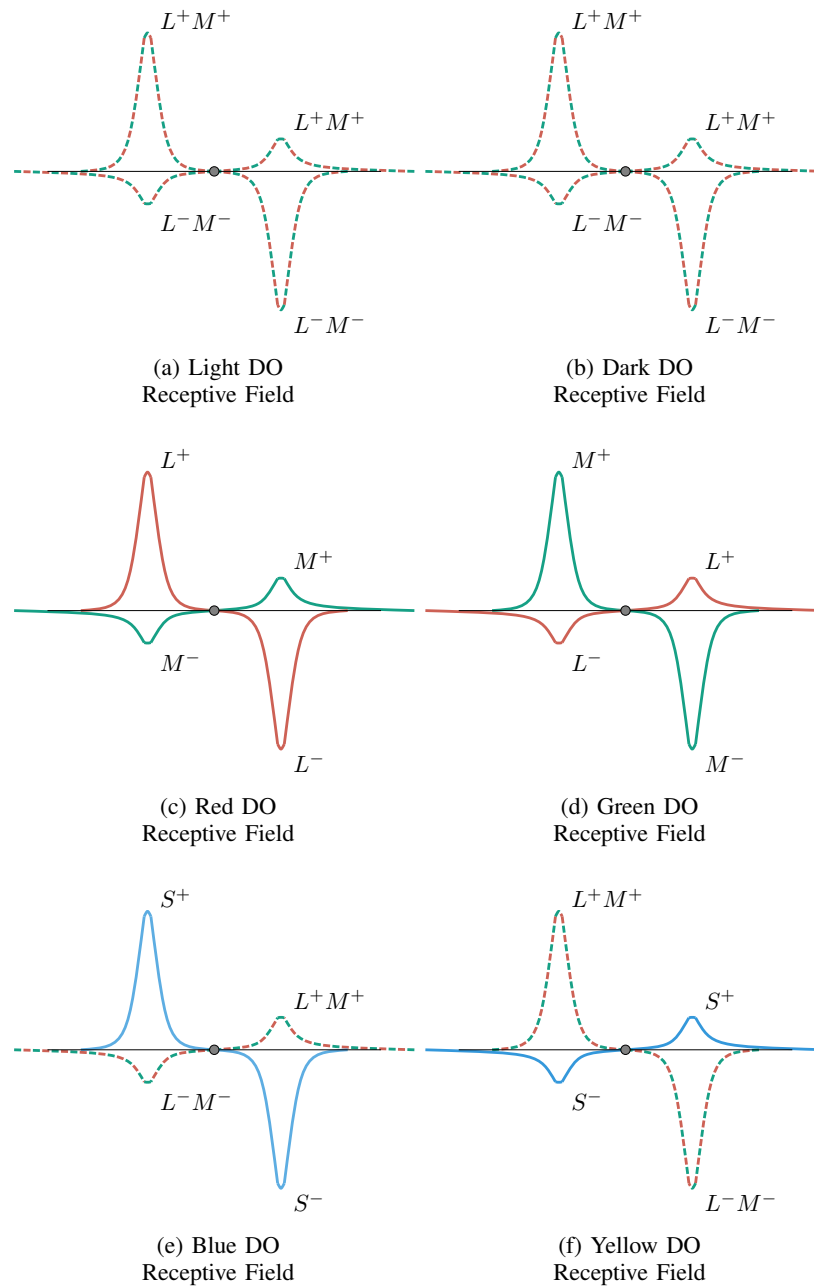 L⁺M⁺ L⁺M⁺
L⁺M⁺ L⁺M⁺
L⁻M⁻ L⁻M⁻
L⁻M⁻ L⁻M⁻
(a) Light DO
Receptive Field
(b) Dark DO
Receptive Field
L⁺ M⁺
M⁺ L⁺
M⁻ L⁻
L⁻ M⁻
(c) Red DO
Receptive Field
(d) Green DO
Receptive Field
S⁺ L⁺M⁺
L⁺M⁺ S⁺
L⁻M⁻ S⁻
S⁻ L⁻M⁻
(e) Blue DO
Receptive Field
(f) Yellow DO
Receptive Field